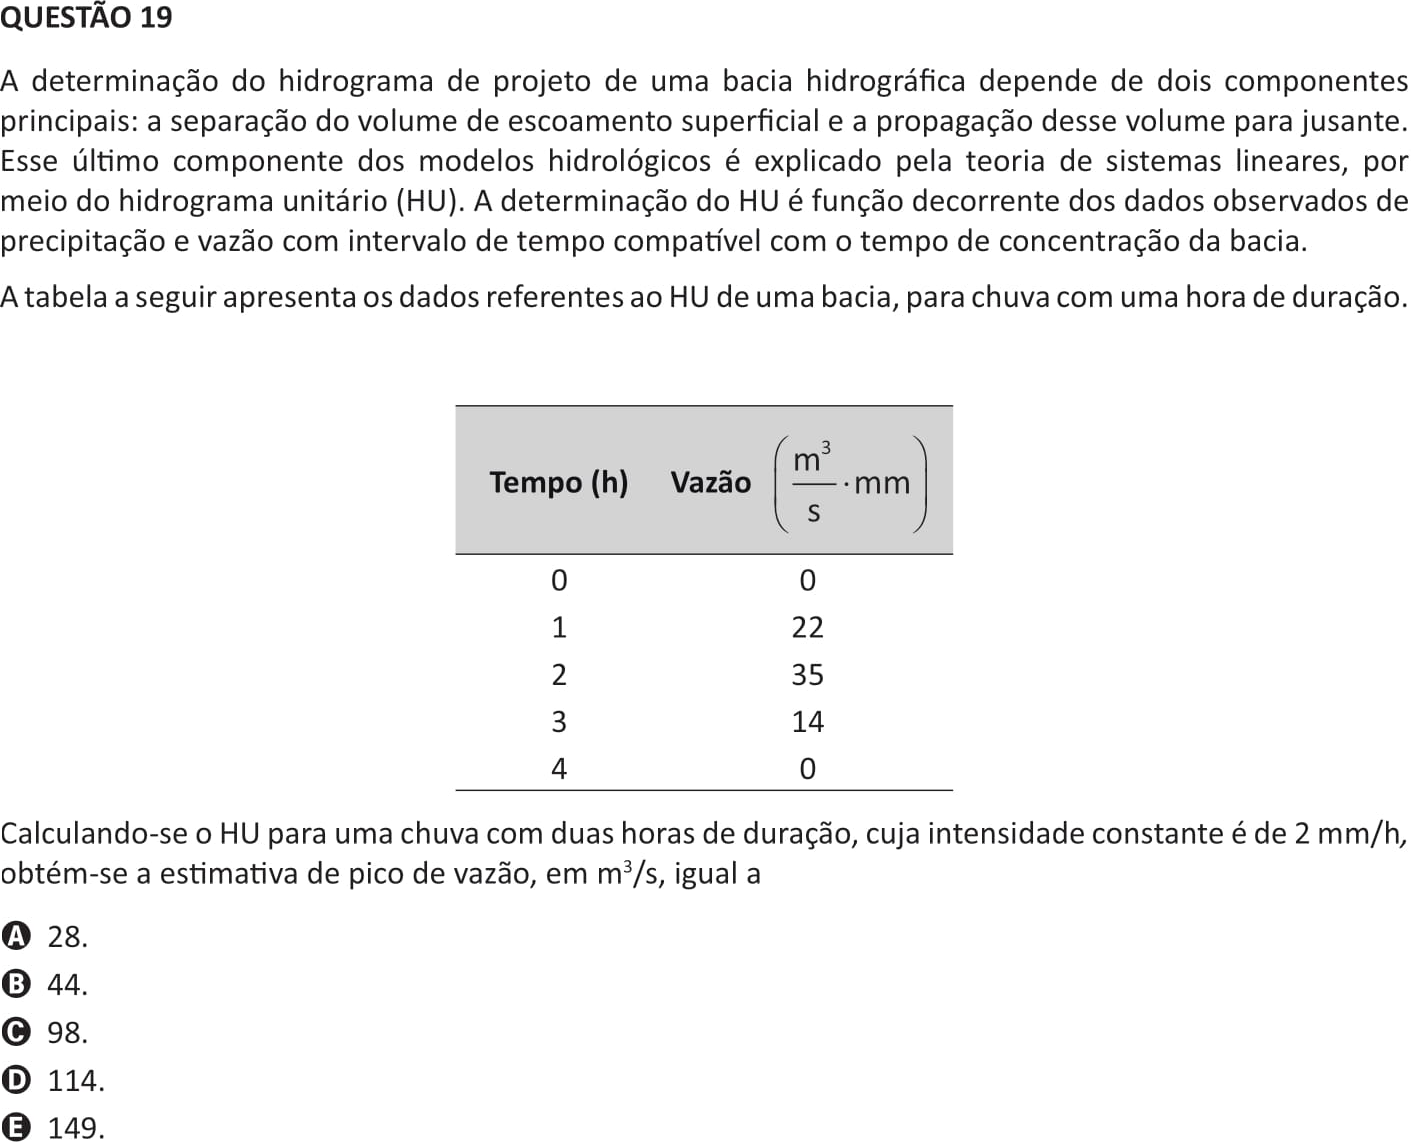 QUESTÃO 19
A determinação do hidrograma de projeto de uma bacia hidrográfica depende de dois componentes
principais: a separação do volume de escoamento superficial e a propagação desse volume para jusante.
Esse último componente dos modelos hidrológicos é explicado pela teoria de sistemas lineares, por
meio do hidrograma unitário (HU). A determinação do HU é função decorrente dos dados observados de
precipitação e vazão com intervalo de tempo compatível com o tempo de concentração da bacia.
A tabela a seguir apresenta os dados referentes ao HU de uma bacia, para chuva com uma hora de duração.
Tempo (h) Vazão (m³/s · mm)
0 0
1 22
2 35
3 14
4 0
Calculando-se o HU para uma chuva com duas horas de duração, cuja intensidade constante é de 2 mm/h,
obtém-se a estimativa de pico de vazão, em m³/s, igual a
A 28.
B 44.
C 98.
D 114.
E 149.